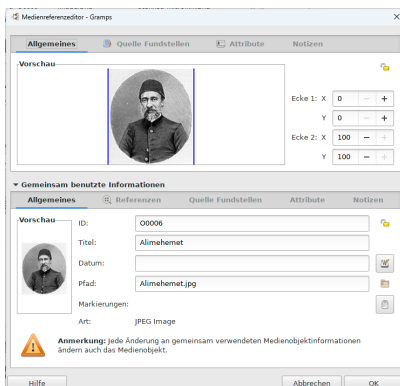 Medienreferenzeditor - Gramps
Allgemeines Quelle Fundstellen Attribute Notizen
Vorschau
Ecke 1: X 0 − +
Y 0 − +
Ecke 2: X 100 − +
Y 100 − +
Gemeinsam benutzte Informationen
Allgemeines Referenzen Quelle Fundstellen Attribute Notizen
Vorschau
ID: O0006
Titel: Alimehemet
Datum:
Pfad: Alimehemet.jpg
Markierungen:
Art: JPEG Image
Anmerkung: Jede Änderung an gemeinsam verwendeten Medienobjektinformationen
ändern auch das Medienobjekt.
Hilfe Abbrechen OK